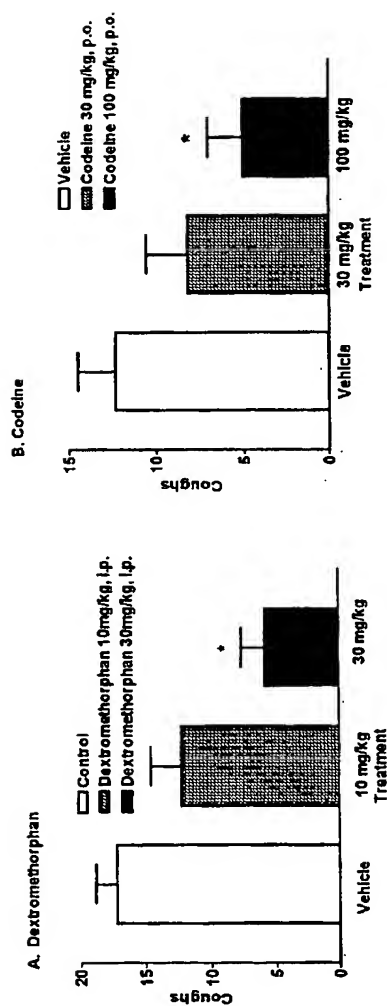 A. Dextromethorphan
Control
Dextromethorphan 10mg/kg, i.p.
Dextromethorphan 30mg/kg, i.p.
20
15
10
5
0
Coughs
*
Vehicle
10 mg/kg
30 mg/kg
Treatment
B. Codeine
Vehicle
Codeine 30 mg/kg, p.o.
Codeine 100 mg/kg, p.o.
15
10
5
0
Coughs
*
Vehicle
30 mg/kg
100 mg/kg
Treatment